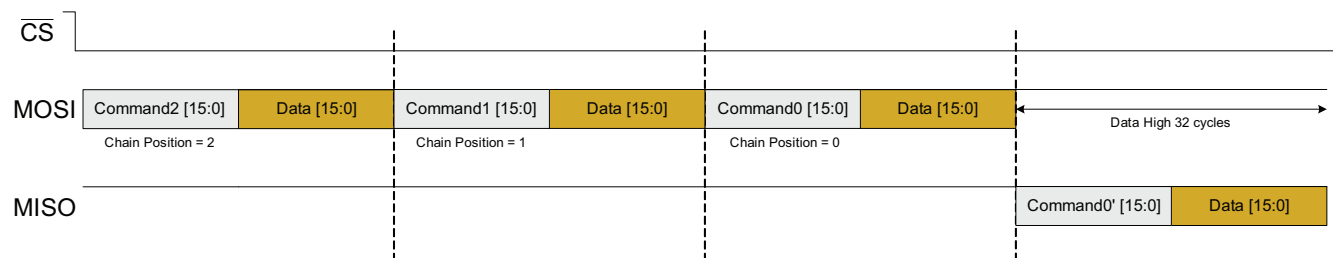 CS
MOSI Command2 [15:0] Data [15:0] Command1 [15:0] Data [15:0] Command0 [15:0] Data [15:0]
Data High 32 cycles
Chain Position = 2 Chain Position = 1 Chain Position = 0
MISO Command0' [15:0] Data [15:0]